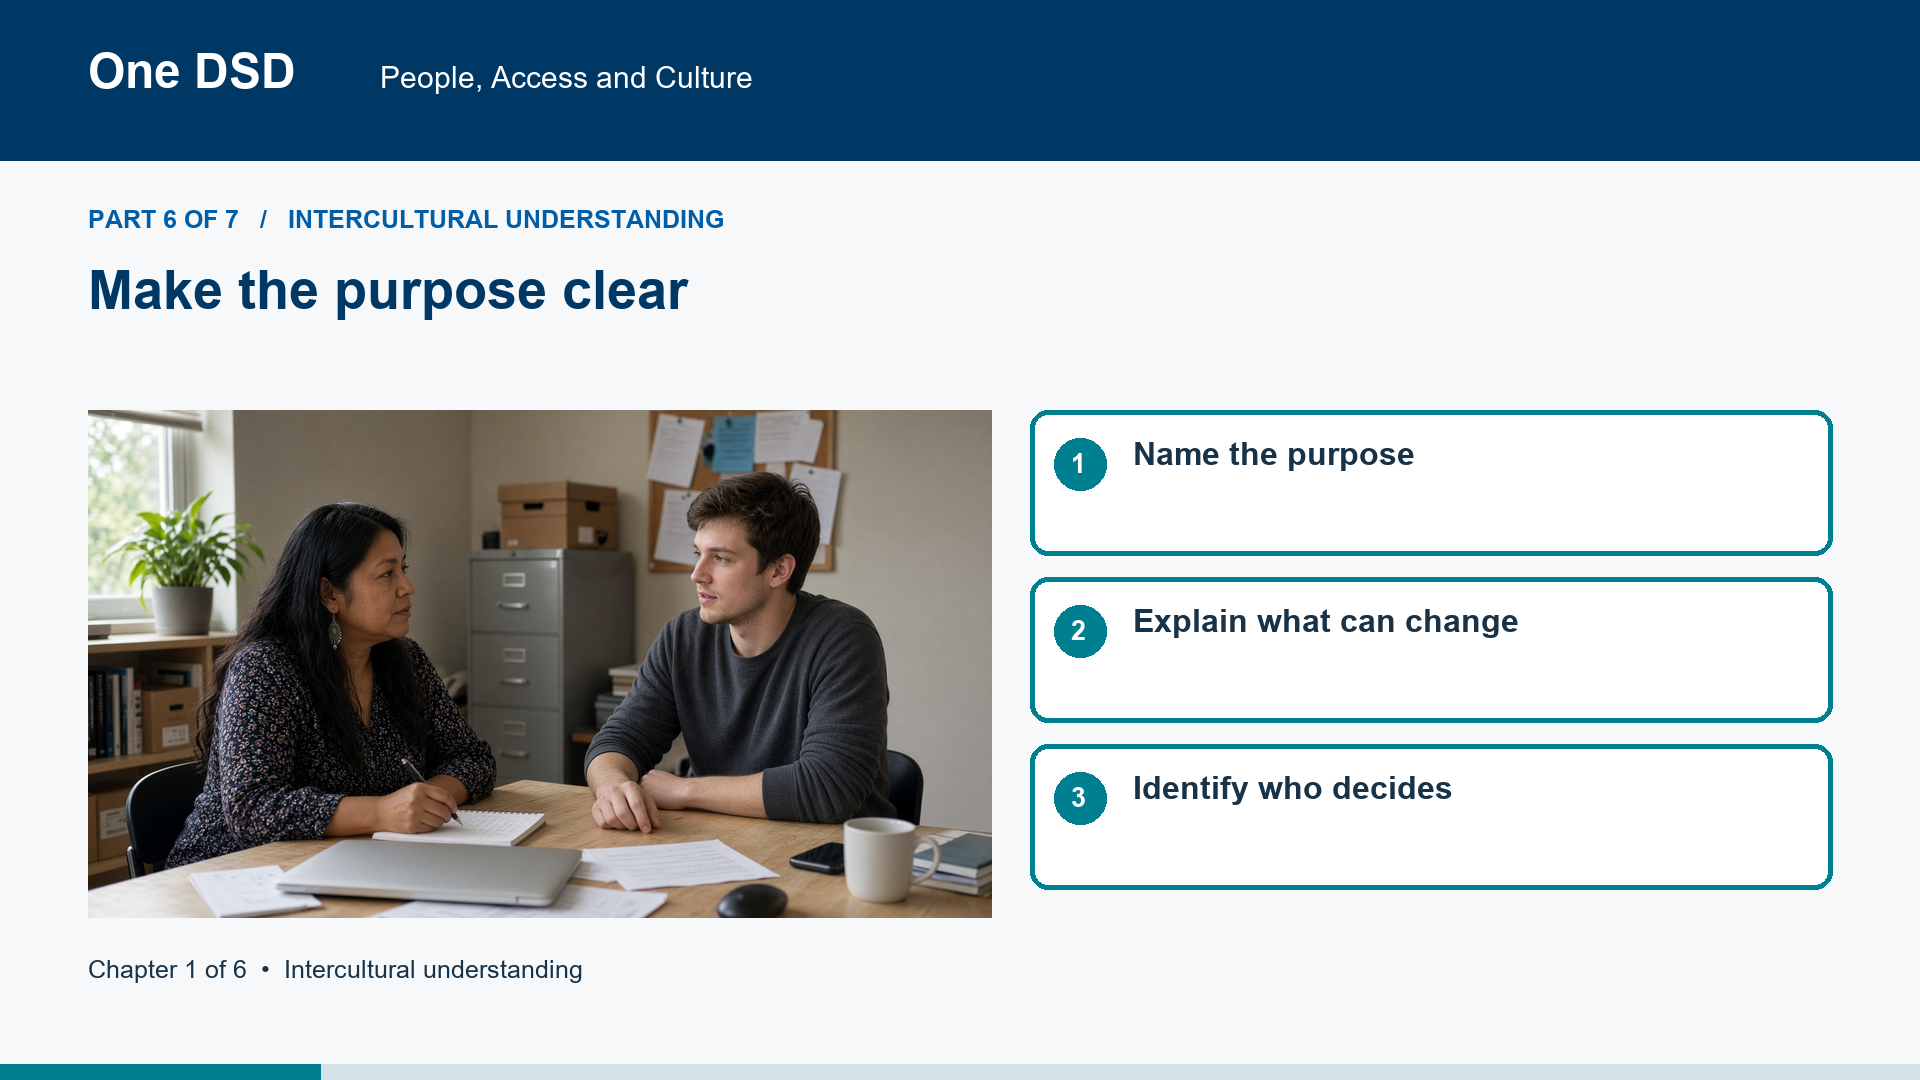 One DSD
People, Access and Culture
PART 6 OF 7 / INTERCULTURAL UNDERSTANDING
Make the purpose clear
1 Name the purpose
2 Explain what can change
3 Identify who decides
Chapter 1 of 6 • Intercultural understanding